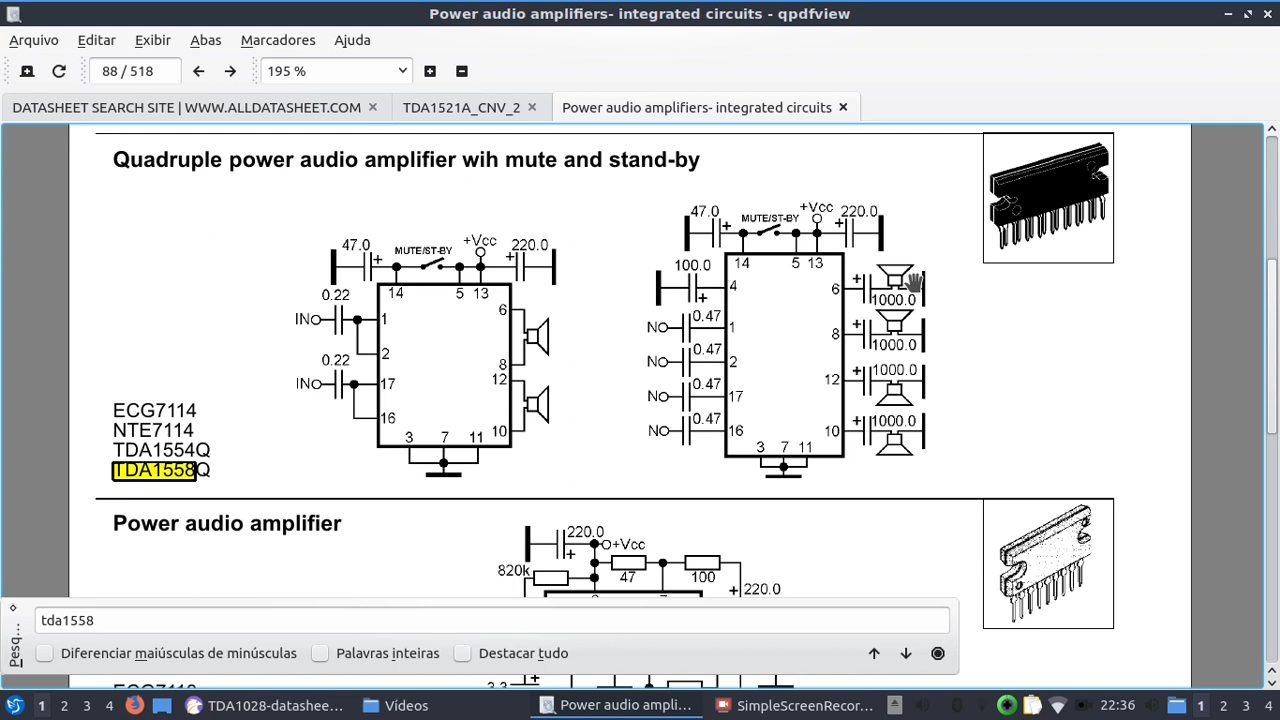 Power audio amplifiers- integrated circuits - qpdfview
Arquivo Editar Exibir Abas Marcadores Ajuda
88 / 518 195 %
DATASHEET SEARCH SITE | WWW.ALLDATASHEET.COM TDA1521A_CNV_2 Power audio amplifiers- integrated circuits
Quadruple power audio amplifier wih mute and stand-by
47.0 + MUTE/ST-BY +Vcc + 220.0
14 5 13
0.22
IN 1
2
0.22
IN 17
16
6
8
12
10
3 7 11
47.0 + MUTE/ST-BY +Vcc + 220.0
14 5 13
100.0 + 4
NO 0.47 1
NO 0.47 2
NO 0.47 17
NO 0.47 16
6 + 1000.0
8 + 1000.0
12 + 1000.0
10 + 1000.0
3 7 11
ECG7114
NTE7114
TDA1554Q
TDA1558Q
Power audio amplifier
220.0 + +Vcc
820k 47 100
+ 220.0
Pesq...
tda1558
Diferenciar maiúsculas de minúsculas Palavras inteiras Destacar tudo
1 2 3 4 TDA1028-datashee... Vídeos Power audio ampli... SimpleScreenRecor... 22:36 1 2 3 4